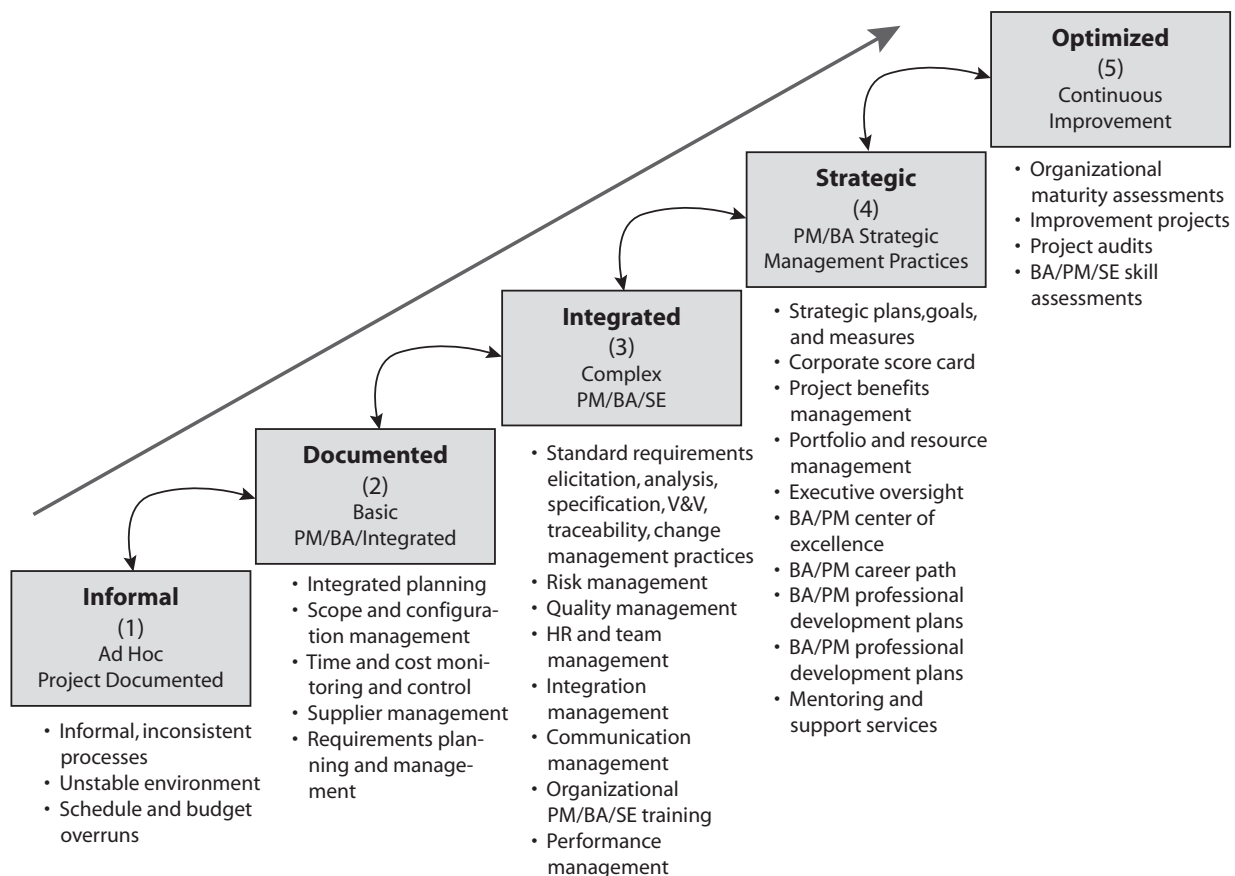 Optimized
(5)
Continuous
Improvement
• Organizational
maturity assessments
• Improvement projects
• Project audits
• BA/PM/SE skill
assessments
Strategic
(4)
PM/BA Strategic
Management Practices
• Strategic plans,goals,
and measures
• Corporate score card
• Project benefits
management
• Portfolio and resource
management
• Executive oversight
• BA/PM center of
excellence
• BA/PM career path
• BA/PM professional
development plans
• BA/PM professional
development plans
• Mentoring and
support services
Integrated
(3)
Complex
PM/BA/SE
• Standard requirements
elicitation, analysis,
specification, V&V,
traceability, change
management practices
• Risk management
• Quality management
• HR and team
management
• Integration
management
• Communication
management
• Organizational
PM/BA/SE training
• Performance
management
Documented
(2)
Basic
PM/BA/Integrated
• Integrated planning
• Scope and configura-
tion management
• Time and cost moni-
toring and control
• Supplier management
• Requirements plan-
ning and manage-
ment
Informal
(1)
Ad Hoc
Project Documented
• Informal, inconsistent
processes
• Unstable environment
• Schedule and budget
overruns